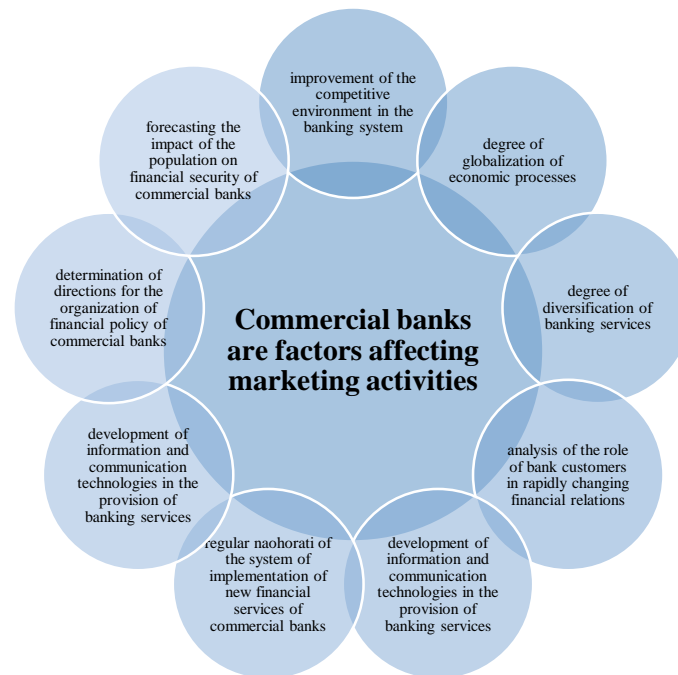 improvement of the
competitive
environment in the
banking system
degree of
globalization of
economic processes
degree of
diversification of
banking services
analysis of the role
of bank customers
in rapidly changing
financial relations
development of
information and
communication
technologies in the
provision of
banking services
regular naohorati of
the system of
implementation of
new financial
services of
commercial banks
development of
information and
communication
technologies in the
provision of
banking services
determination of
directions for the
organization of
financial policy of
commercial banks
forecasting the
impact of the
population on
financial security of
commercial banks
Commercial banks
are factors affecting
marketing activities